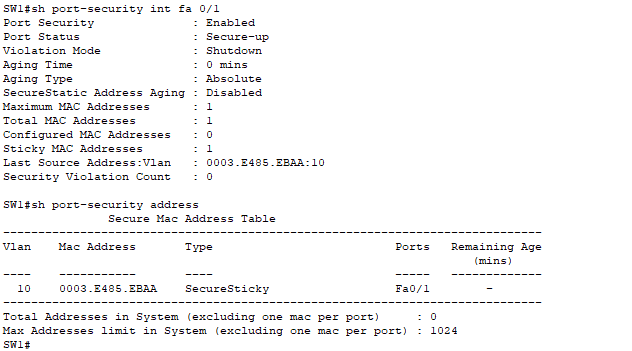 SW1#sh port-security int fa 0/1
Port Security              : Enabled
Port Status                : Secure-up
Violation Mode             : Shutdown
Aging Time                 : 0 mins
Aging Type                 : Absolute
SecureStatic Address Aging : Disabled
Maximum MAC Addresses      : 1
Total MAC Addresses        : 1
Configured MAC Addresses   : 0
Sticky MAC Addresses       : 1
Last Source Address:Vlan   : 0003.E485.EBAA:10
Security Violation Count   : 0

SW1#sh port-security address
               Secure Mac Address Table
-----------------------------------------------------------------------------
Vlan    Mac Address       Type                          Ports   Remaining Age
                                                                   (mins)
----    -----------       ----                          -----   -------------
  10    0003.E485.EBAA    SecureSticky                  Fa0/1        -
-----------------------------------------------------------------------------
Total Addresses in System (excluding one mac per port)     : 0
Max Addresses limit in System (excluding one mac per port) : 1024
SW1#